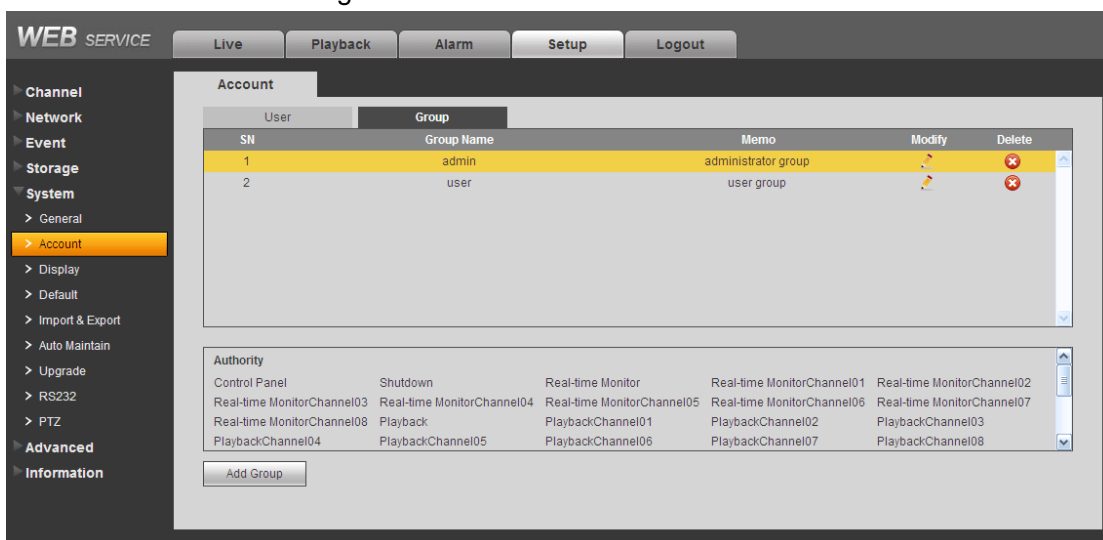 WEB SERVICE
Live Playback Alarm Setup Logout
Channel
Network
Event
Storage
System
General
Account
Display
Default
Import & Export
Auto Maintain
Upgrade
RS232
PTZ
Advanced
Information
Account
User Group
SN Group Name Memo Modify Delete
1 admin administrator group
2 user user group
Authority
Control Panel Shutdown Real-time Monitor Real-time MonitorChannel01 Real-time MonitorChannel02
Real-time MonitorChannel03 Real-time MonitorChannel04 Real-time MonitorChannel05 Real-time MonitorChannel06 Real-time MonitorChannel07
Real-time MonitorChannel08 Playback PlaybackChannel01 PlaybackChannel02 PlaybackChannel03
PlaybackChannel04 PlaybackChannel05 PlaybackChannel06 PlaybackChannel07 PlaybackChannel08
Add Group